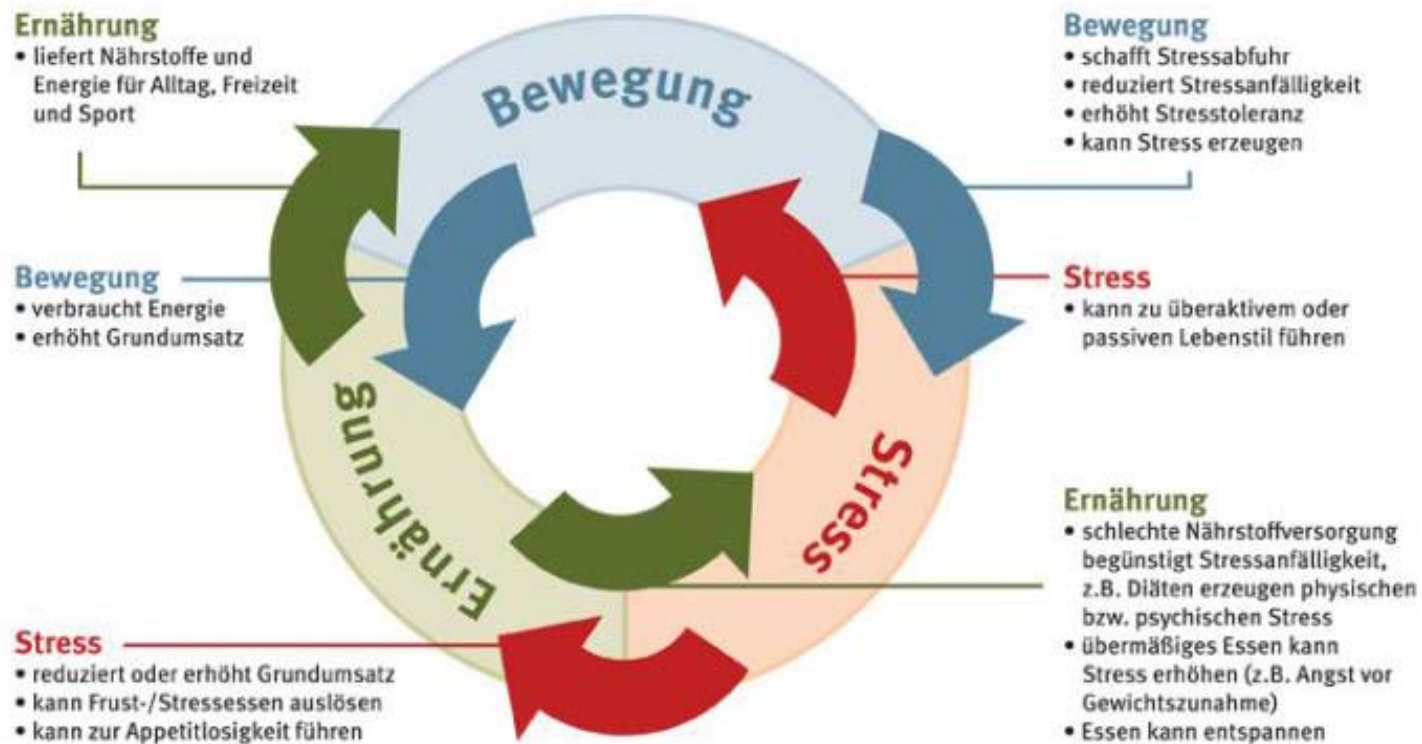 Ernährung
• liefert Nährstoffe und
Energie für Alltag, Freizeit
und Sport
Bewegung
Bewegung
• schafft Stressabfuhr
• reduziert Stressanfälligkeit
• erhöht Stresstoleranz
• kann Stress erzeugen
Bewegung
• verbraucht Energie
• erhöht Grundumsatz
Stress
• kann zu überaktivem oder
passiven Lebenstil führen
Ernährung
Stress
Ernährung
• schlechte Nährstoffversorgung
begünstigt Stressanfälligkeit,
z.B. Diäten erzeugen physischen
bzw. psychischen Stress
• übermäßiges Essen kann
Stress erhöhen (z.B. Angst vor
Gewichtszunahme)
• Essen kann entspannen
Stress
• reduziert oder erhöht Grundumsatz
• kann Frust-/Stressessen auslösen
• kann zur Appetitlosigkeit führen